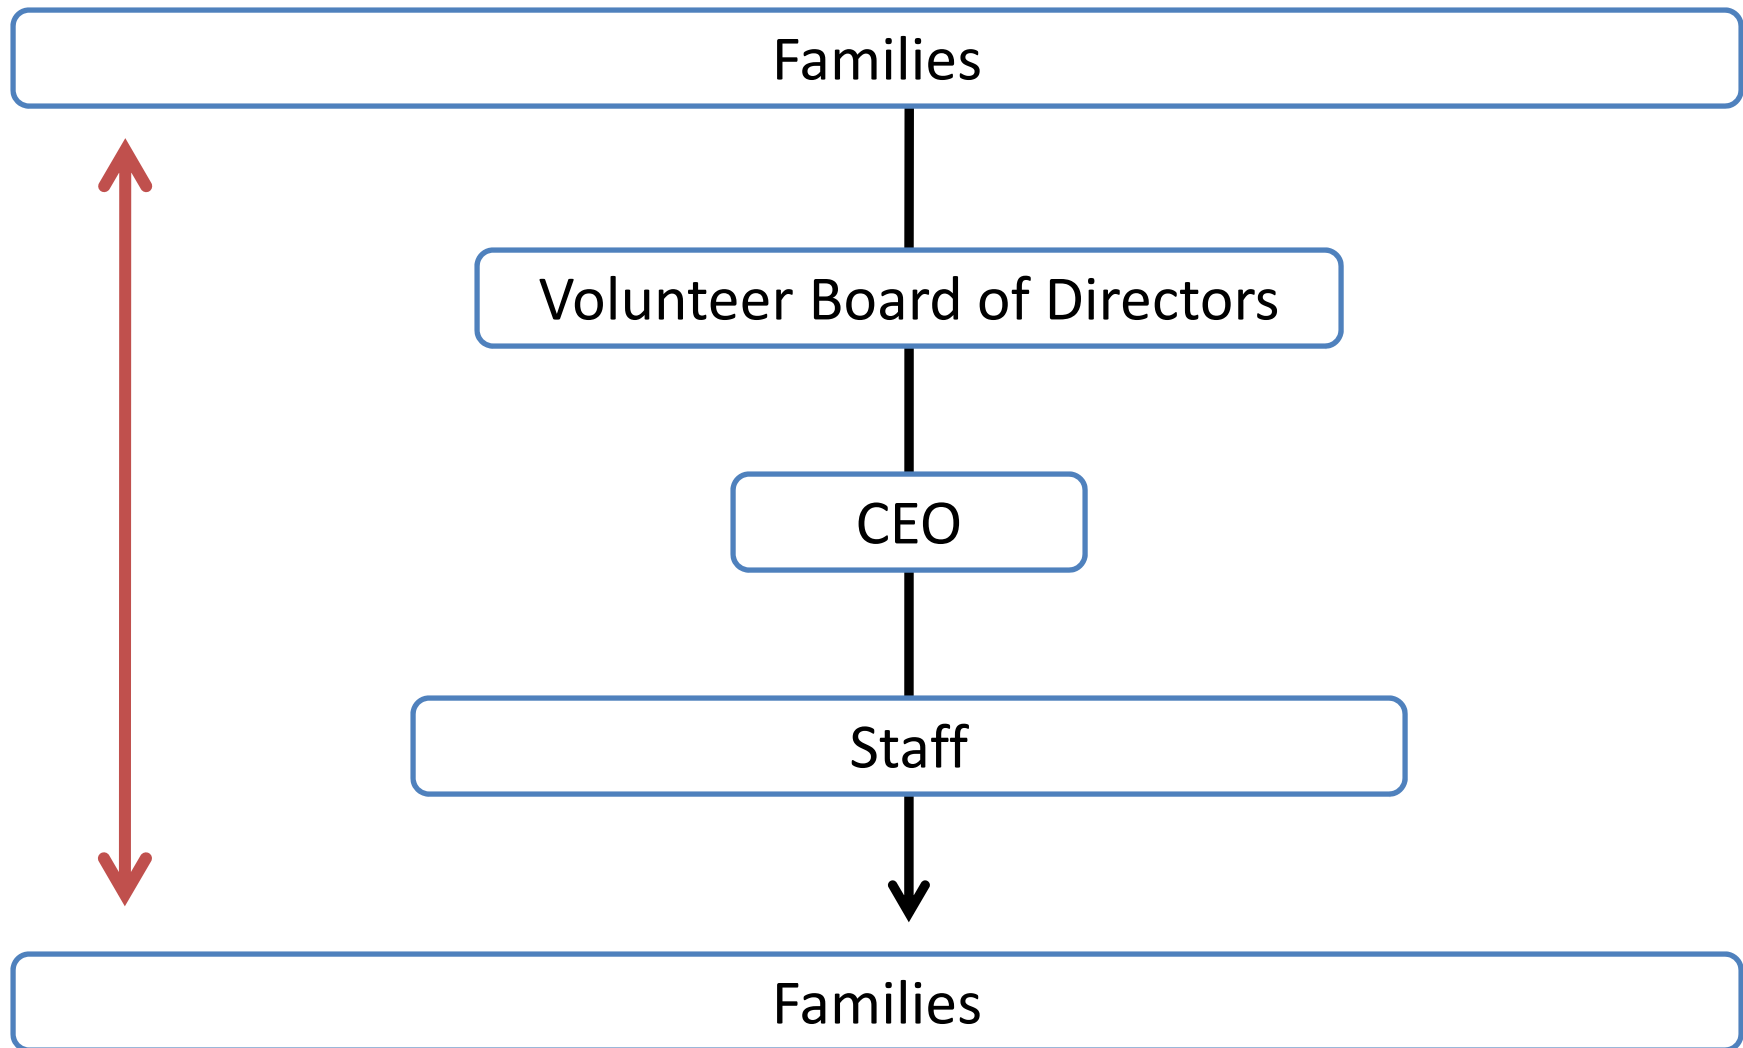 Families
Volunteer Board of Directors
CEO
Staff
Families